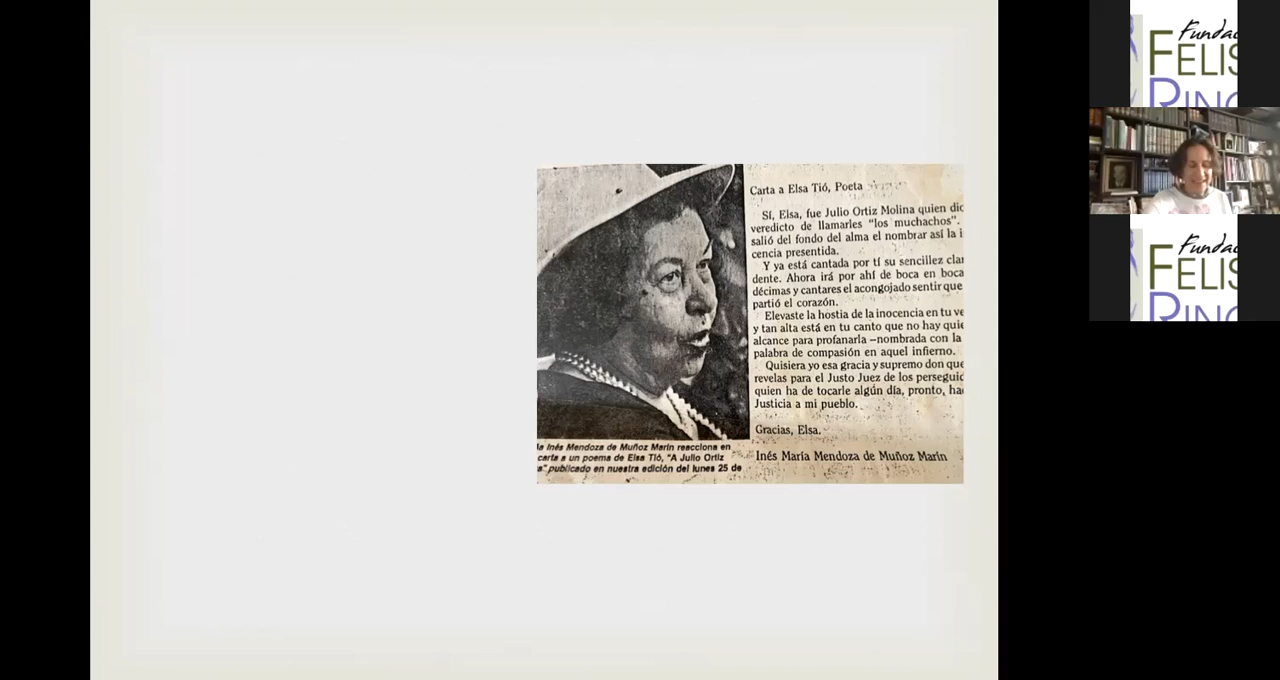 Carta a Elsa Tió, Poeta
Sí, Elsa, fue Julio Ortiz Molina quien dic
veredicto de llamarles “los muchachos”.
salió del fondo del alma el nombrar así la i
cencia presentida.
Y ya está cantada por tí su sencillez clar
dente. Ahora irá por ahí de boca en boca
décimas y cantares el acongojado sentir que
partió el corazón.
Elevaste la hostia de la inocencia en tu ve
y tan alta está en tu canto que no hay quie
alcance para profanarla —nombrada con la
palabra de compasión en aquel infierno.
Quisiera yo esa gracia y supremo don que
revelas para el Justo Juez de los perseguid
quien ha de tocarle algún día, pronto, hac
Justicia a mi pueblo.
Gracias, Elsa.
Inés María Mendoza de Muñoz Marín
ía Inés Mendoza de Muñoz Marín reacciona en
carta a un poema de Elsa Tió, "A Julio Ortiz
a" publicado en nuestra edición del lunes 25 de
Fundac
FELIS
RINC
Fundac
FELIS
RINC